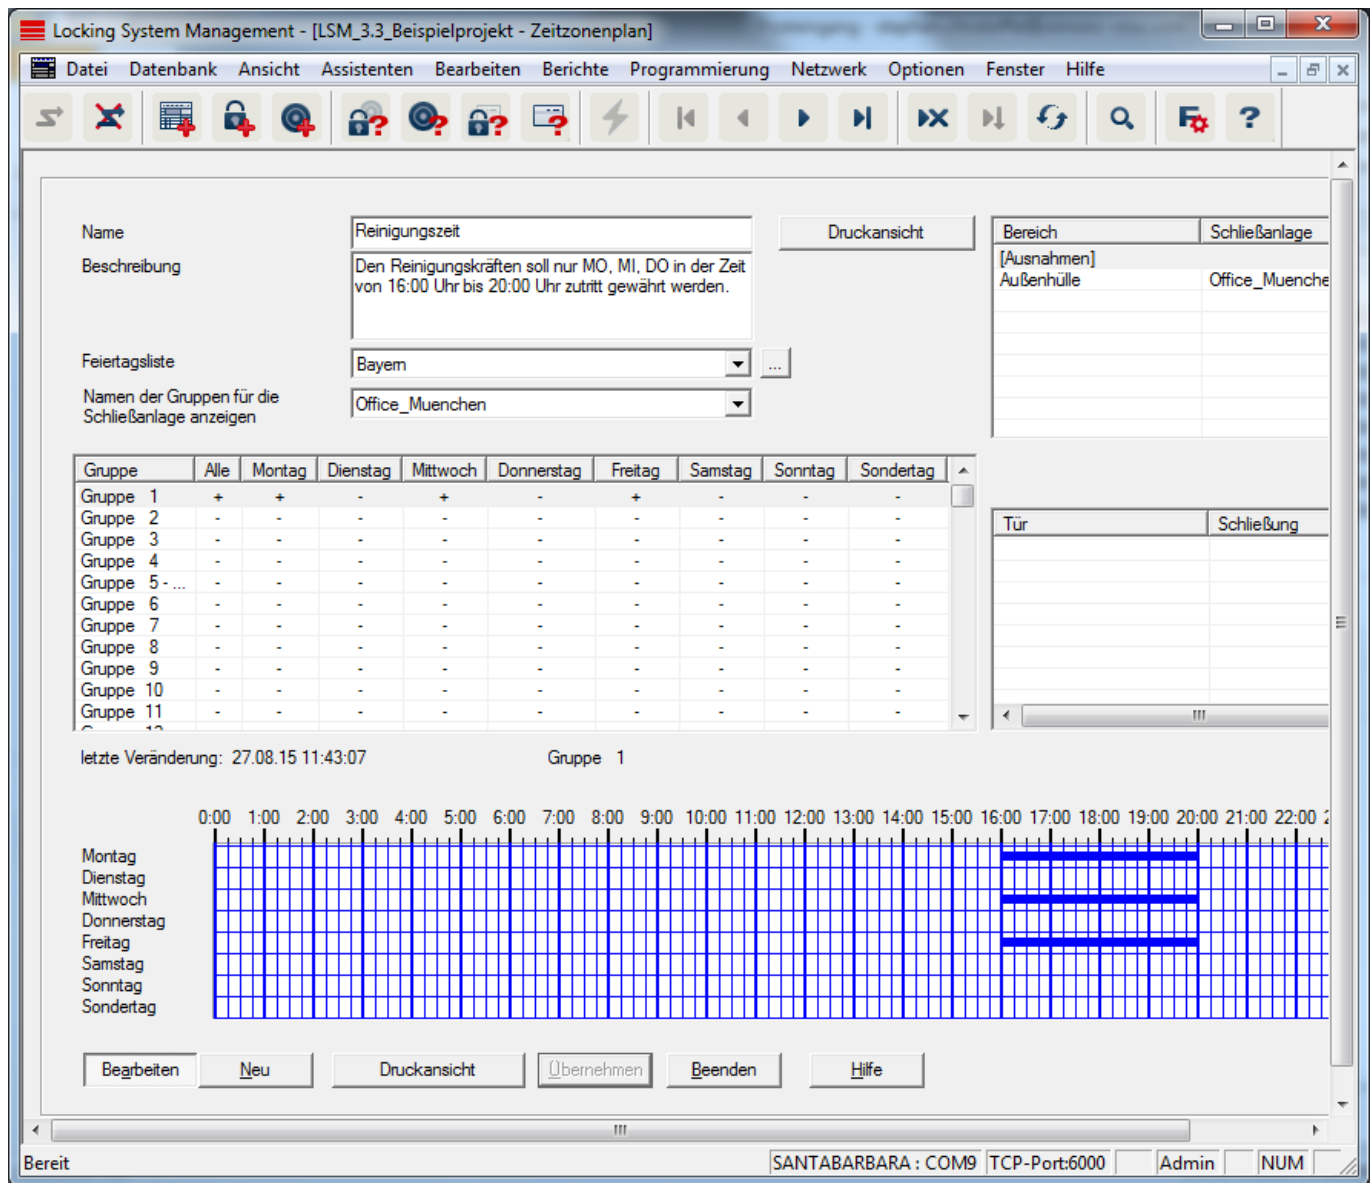 Locking System Management - [LSM_3.3_Beispielprojekt - Zeitzonenplan]
Datei Datenbank Ansicht Assistenten Bearbeiten Berichte Programmierung Netzwerk Optionen Fenster Hilfe
Name Reinigungszeit Druckansicht Bereich Schließanlage
Beschreibung Den Reinigungskräften soll nur MO, MI, DO in der Zeit [Ausnahmen]
von 16:00 Uhr bis 20:00 Uhr zutritt gewährt werden. Außenhülle Office_Muenche
Feiertagsliste Bayern ...
Namen der Gruppen für die
Schließanlage anzeigen Office_Muenchen
Gruppe Alle Montag Dienstag Mittwoch Donnerstag Freitag Samstag Sonntag Sondertag
Gruppe 1 + + - + - + - - -
Gruppe 2 - - - - - - - - -
Tür Schließung
Gruppe 3 - - - - - - - - -
Gruppe 4 - - - - - - - - -
Gruppe 5 - ... - - - - - - - - -
Gruppe 6 - - - - - - - - -
Gruppe 7 - - - - - - - - -
Gruppe 8 - - - - - - - - -
Gruppe 9 - - - - - - - - -
Gruppe 10 - - - - - - - - -
Gruppe 11 - - - - - - - - -
letzte Veränderung: 27.08.15 11:43:07 Gruppe 1
0:00 1:00 2:00 3:00 4:00 5:00 6:00 7:00 8:00 9:00 10:00 11:00 12:00 13:00 14:00 15:00 16:00 17:00 18:00 19:00 20:00 21:00 22:00 2
Montag
Dienstag
Mittwoch
Donnerstag
Freitag
Samstag
Sonntag
Sondertag
Bearbeiten Neu Druckansicht Übernehmen Beenden Hilfe
Bereit SANTABARBARA : COM9 TCP-Port:6000 Admin NUM